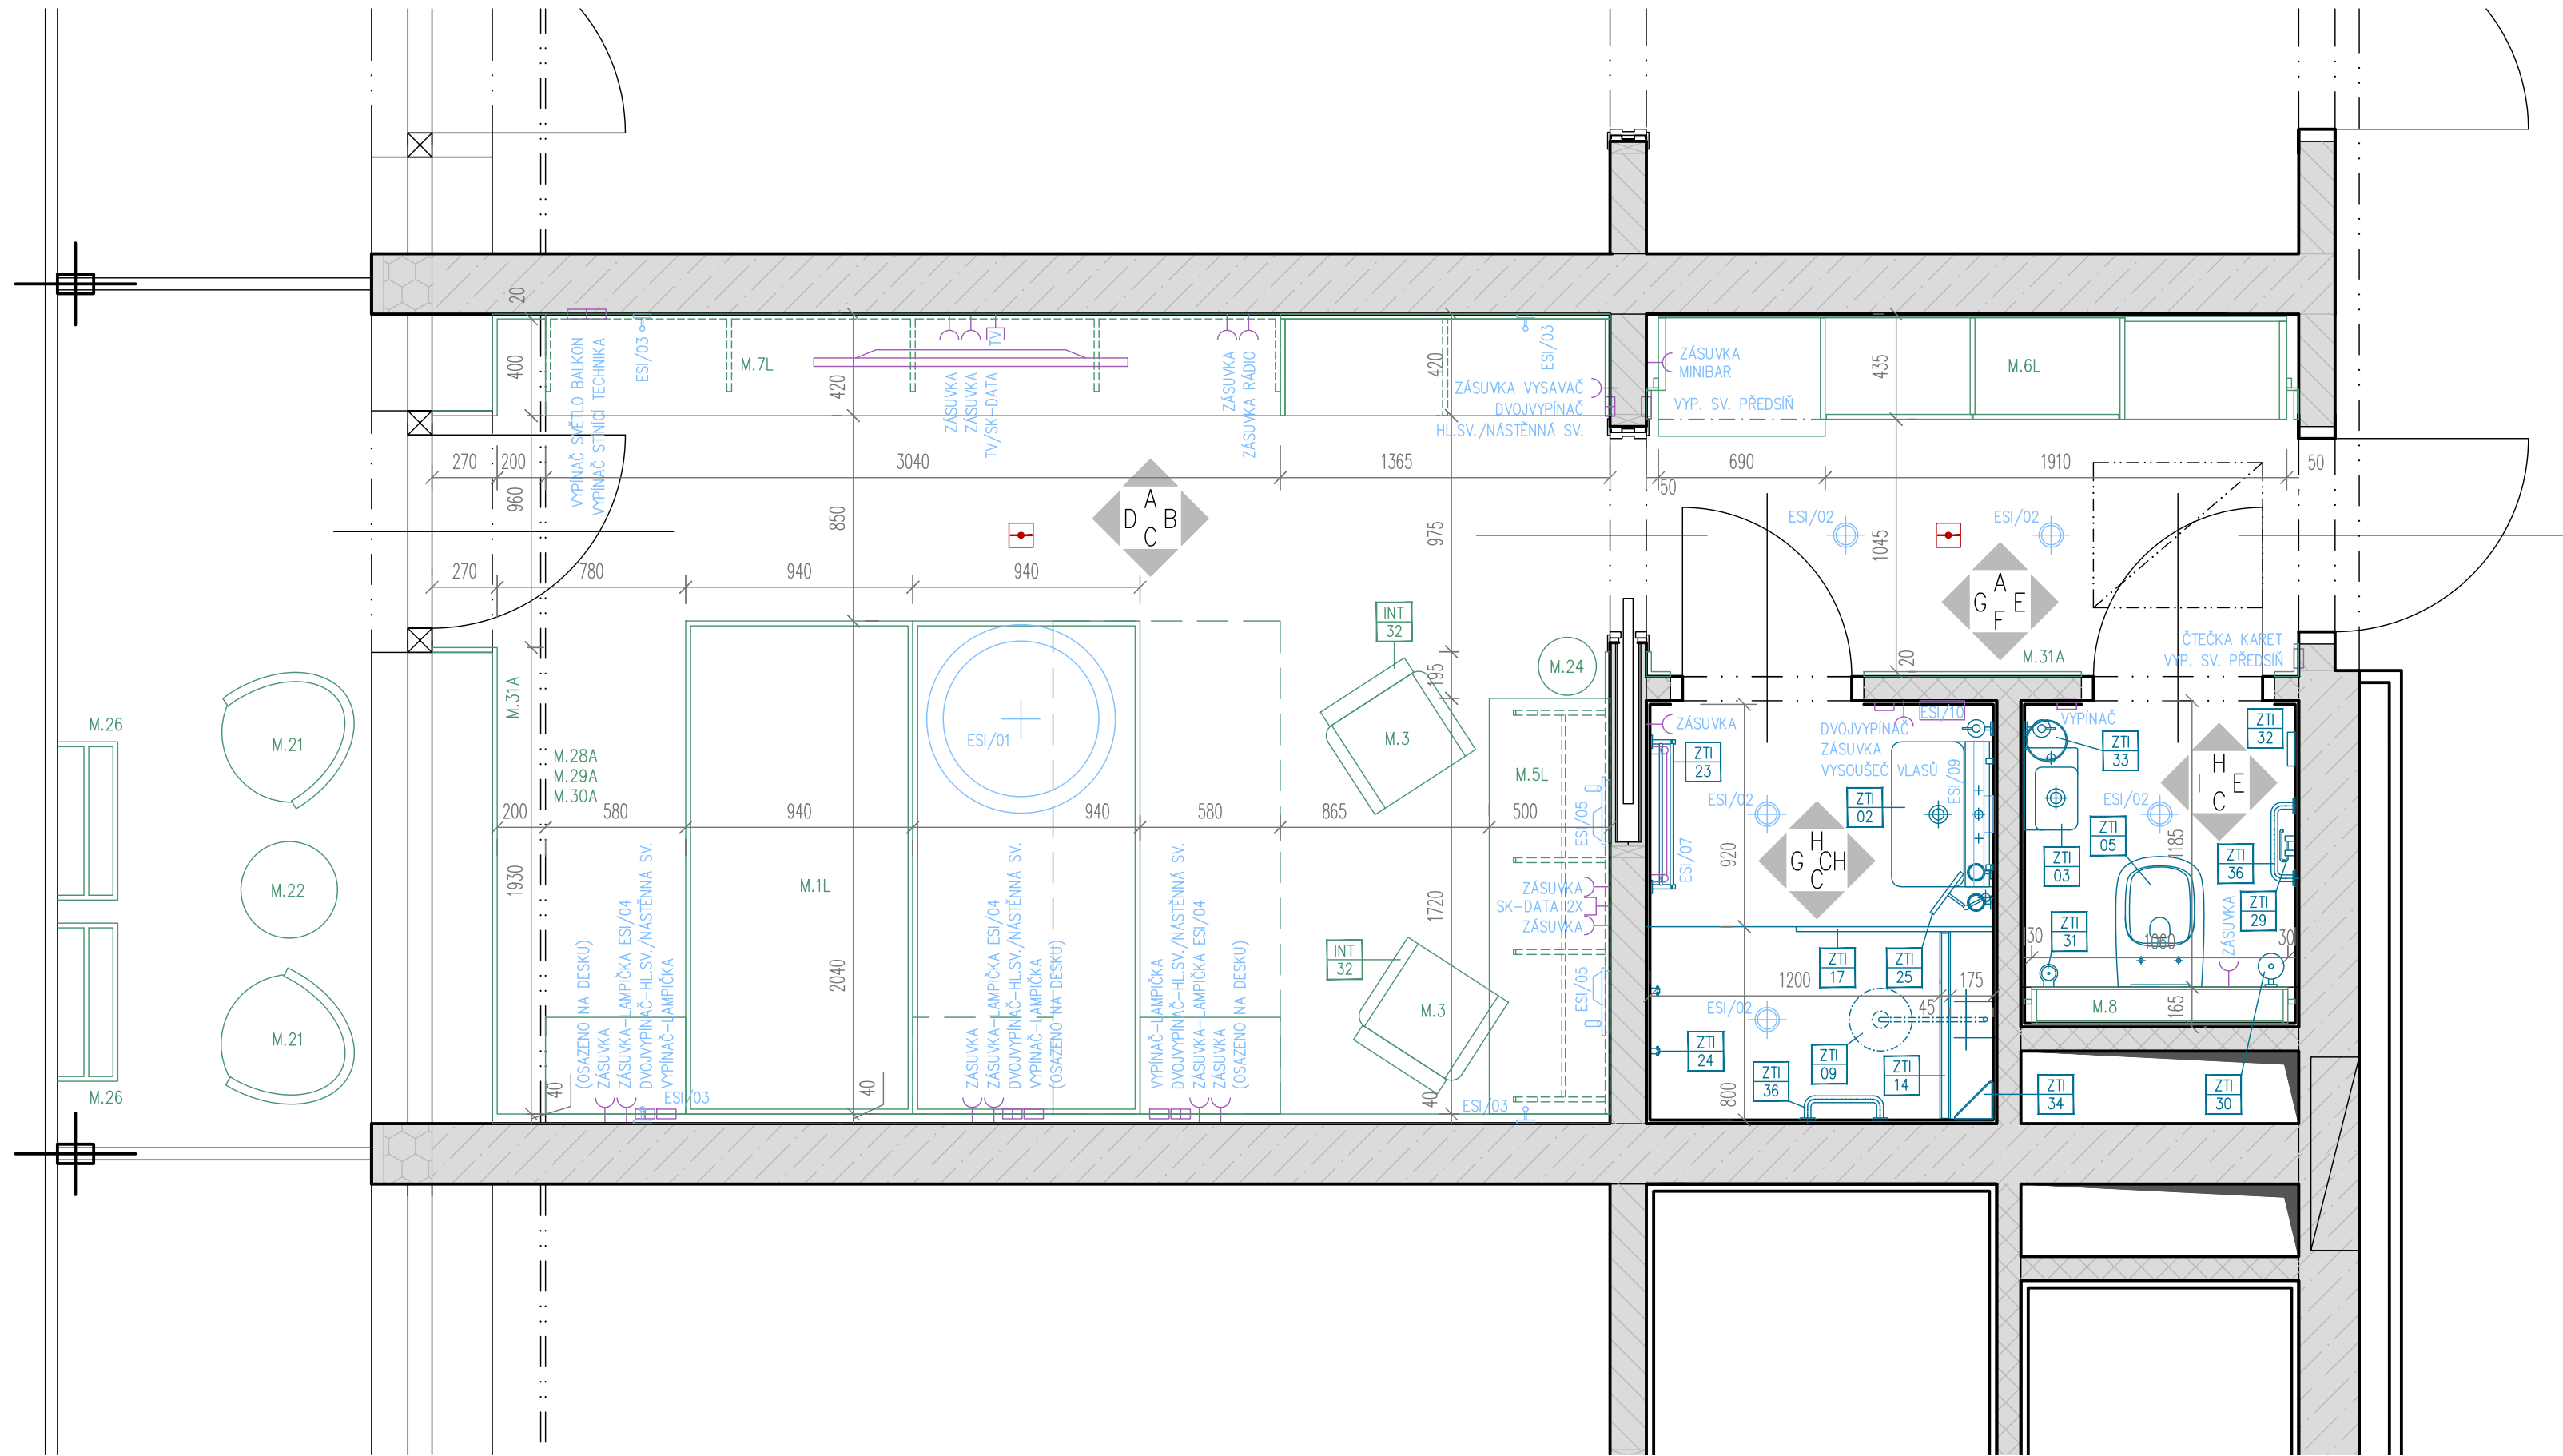 20
400
960
VYPÍNAČ SVĚTLO BALKON
VYPÍNAČ STÍNÍCÍ TECHNIKA
ESI/03
M.7L
420
850
ZÁSUVKA
ZÁSUVKA
TV/SK-DATA
TV
ZÁSUVKA
ZÁSUVKA RÁDIO
420
975
ESI/03
ZÁSUVKA VYSAVAČ
DVOJVYPÍNAČ
HL.SV./NÁSTĚNNÁ SV.
ZÁSUVKA
MINIBAR
VYP. SV. PŘEDSÍŇ
435
M.6L
270
200
3040
1365
50
690
1910
50
A
D
B
C
ESI/02
ESI/02
1045
A
G
E
F
270
780
940
940
INT
32
195
M.24
20
M.31A
ČTEČKA KARET
VYP. SV. PŘEDSÍŇ
M.31A
M.26
M.21
M.22
M.21
M.26
M.28A
M.29A
M.30A
ESI/01
M.3
M.5L
ZÁSUVKA
ZTI
23
DVOJVYPÍNAČ
ZÁSUVKA
VYSOUŠEČ VLASŮ
ESI/10
ESI/09
VYPÍNAČ
ZTI
33
ZTI
32
H
I
E
C
200
580
940
940
580
865
500
ESI/05
ESI/07
ESI/02
ZTI
02
H
G
CH
C
920
ESI/02
ZTI
05
ZTI
03
1185
ZTI
36
ZTI
29
1930
M.1L
2040
1720
ZÁSUVKA
SK-DATA 2X
ZÁSUVKA
ESI/05
INT
32
M.3
ZTI
17
ZTI
25
ZTI
31
30
1060
30
ZÁSUVKA
1200
45
175
M.8
165
ESI/02
ZTI
24
ZTI
36
ZTI
09
ZTI
14
ZTI
34
ZTI
30
800
(OSAZENO NA DESKU)
ZÁSUVKA
ZÁSUVKA-LAMPIČKA ESI/04
DVOJVYPÍNAČ-HL.SV./NÁSTĚNNÁ SV.
VYPÍNAČ-LAMPIČKA
ZÁSUVKA
ZÁSUVKA-LAMPIČKA ESI/04
DVOJVYPÍNAČ-HL.SV./NÁSTĚNNÁ SV.
VYPÍNAČ-LAMPIČKA
(OSAZENO NA DESKU)
VYPÍNAČ-LAMPIČKA
DVOJVYPÍNAČ-HL.SV./NÁSTĚNNÁ SV.
ZÁSUVKA-LAMPIČKA ESI/04
ZÁSUVKA
(OSAZENO NA DESKU)
40
ESI/03
40
40
ESI/03